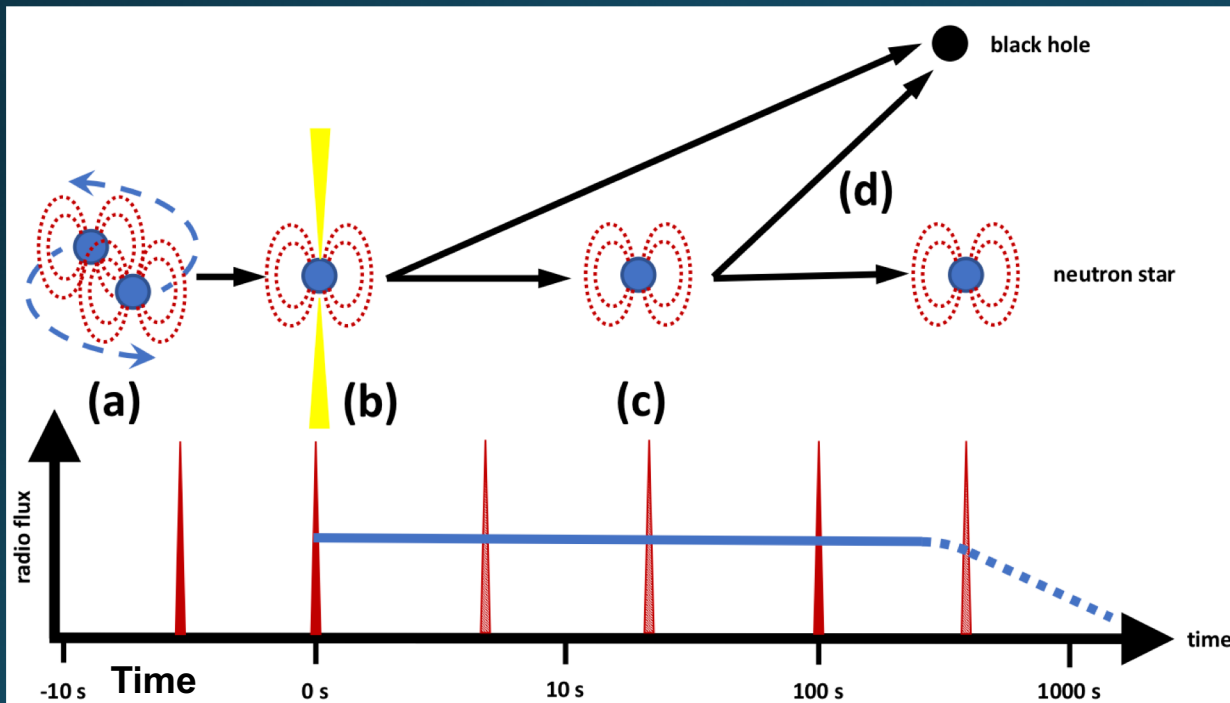 black hole
(d)
neutron star
(a)
(b)
(c)
radio flux
time
-10 s
Time
0 s
10 s
100 s
1000 s